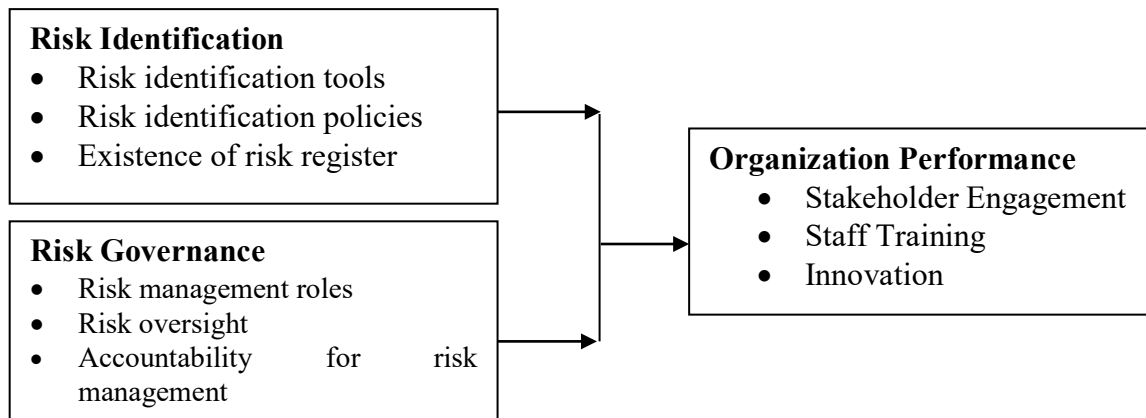 Risk Identification
• Risk identification tools
• Risk identification policies
• Existence of risk register
Risk Governance
• Risk management roles
• Risk oversight
• Accountability for risk
management
Organization Performance
• Stakeholder Engagement
• Staff Training
• Innovation